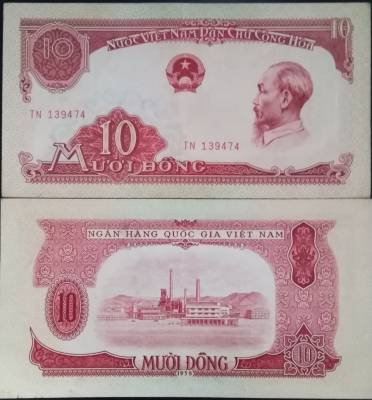 10
NƯỚC VIỆT NAM DÂN CHỦ CỘNG HÒA
10
TN 139474
TN 139474
10
MƯỜI ĐỒNG
NGÂN HÀNG QUỐC GIA VIỆT NAM
10
10
MƯỜI ĐỒNG
1958